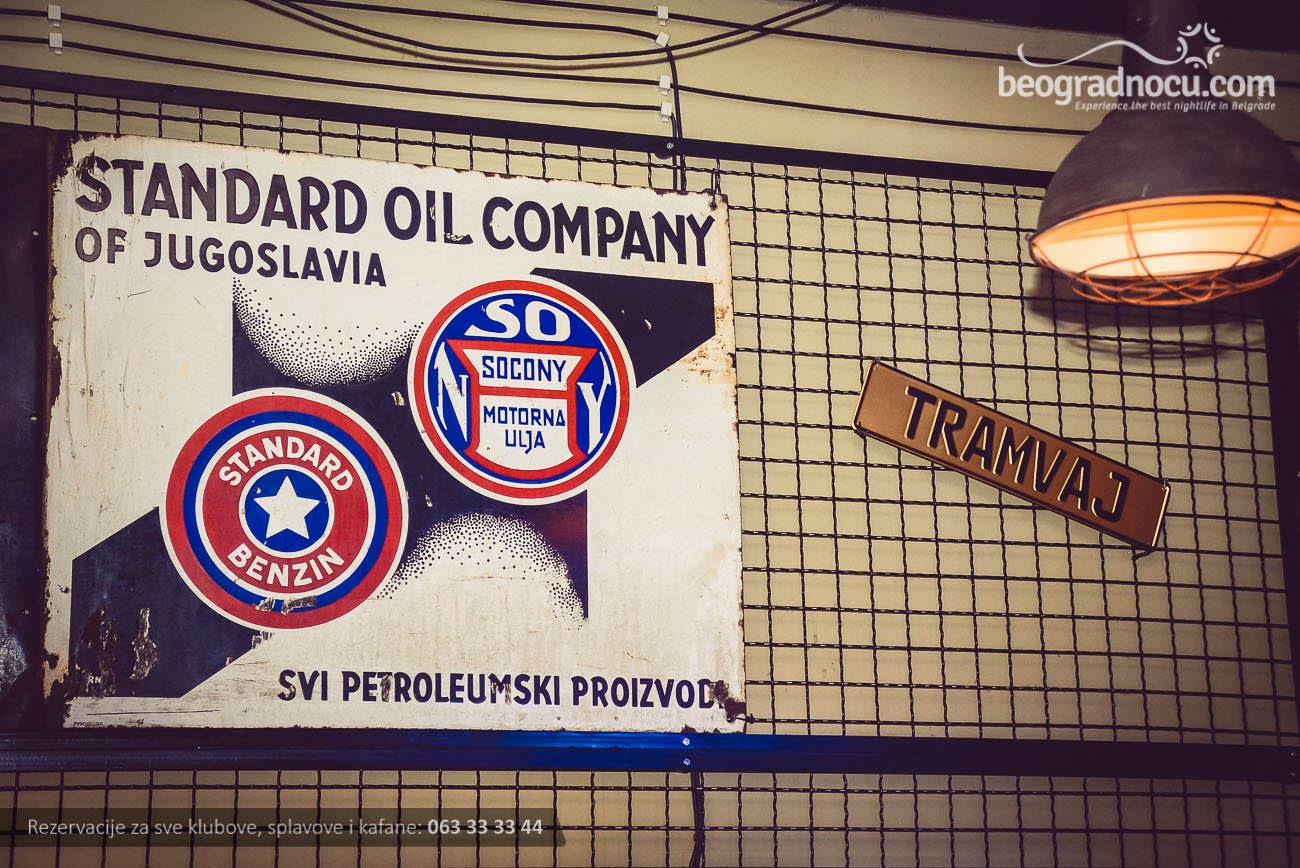 beogradnocu.com
Experience the best nightlife in Belgrade
STANDARD OIL COMPANY
OF JUGOSLAVIA
SO
N Y
SOCONY
MOTORNA
ULJA
STANDARD
BENZIN
TRAMVAJ
SVI PETROLEUMSKI PROIZVOD
Rezervacije za sve klubove, splavove i kafane: 063 33 33 44